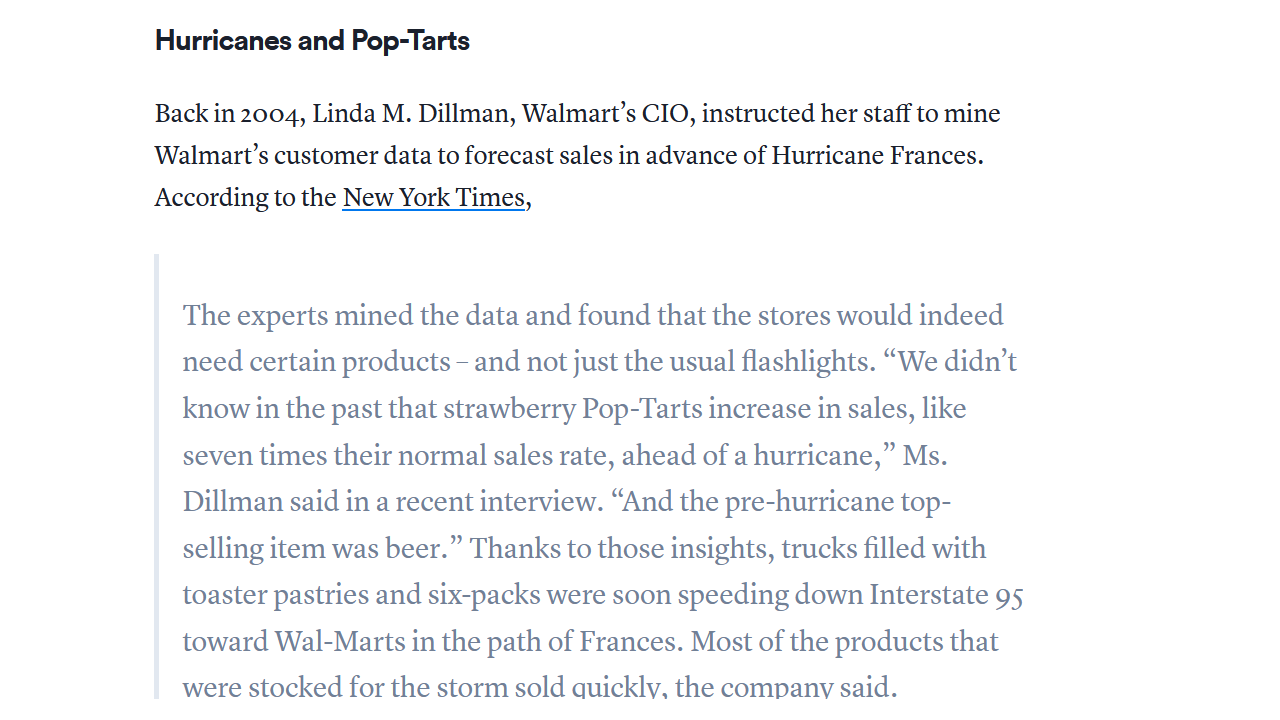 Hurricanes and Pop-Tarts
Back in 2004, Linda M. Dillman, Walmart’s CIO, instructed her staff to mine
Walmart’s customer data to forecast sales in advance of Hurricane Frances.
According to the New York Times,
The experts mined the data and found that the stores would indeed
need certain products – and not just the usual flashlights. “We didn’t
know in the past that strawberry Pop-Tarts increase in sales, like
seven times their normal sales rate, ahead of a hurricane,” Ms.
Dillman said in a recent interview. “And the pre-hurricane top-
selling item was beer.” Thanks to those insights, trucks filled with
toaster pastries and six-packs were soon speeding down Interstate 95
toward Wal-Marts in the path of Frances. Most of the products that
were stocked for the storm sold quickly, the company said.